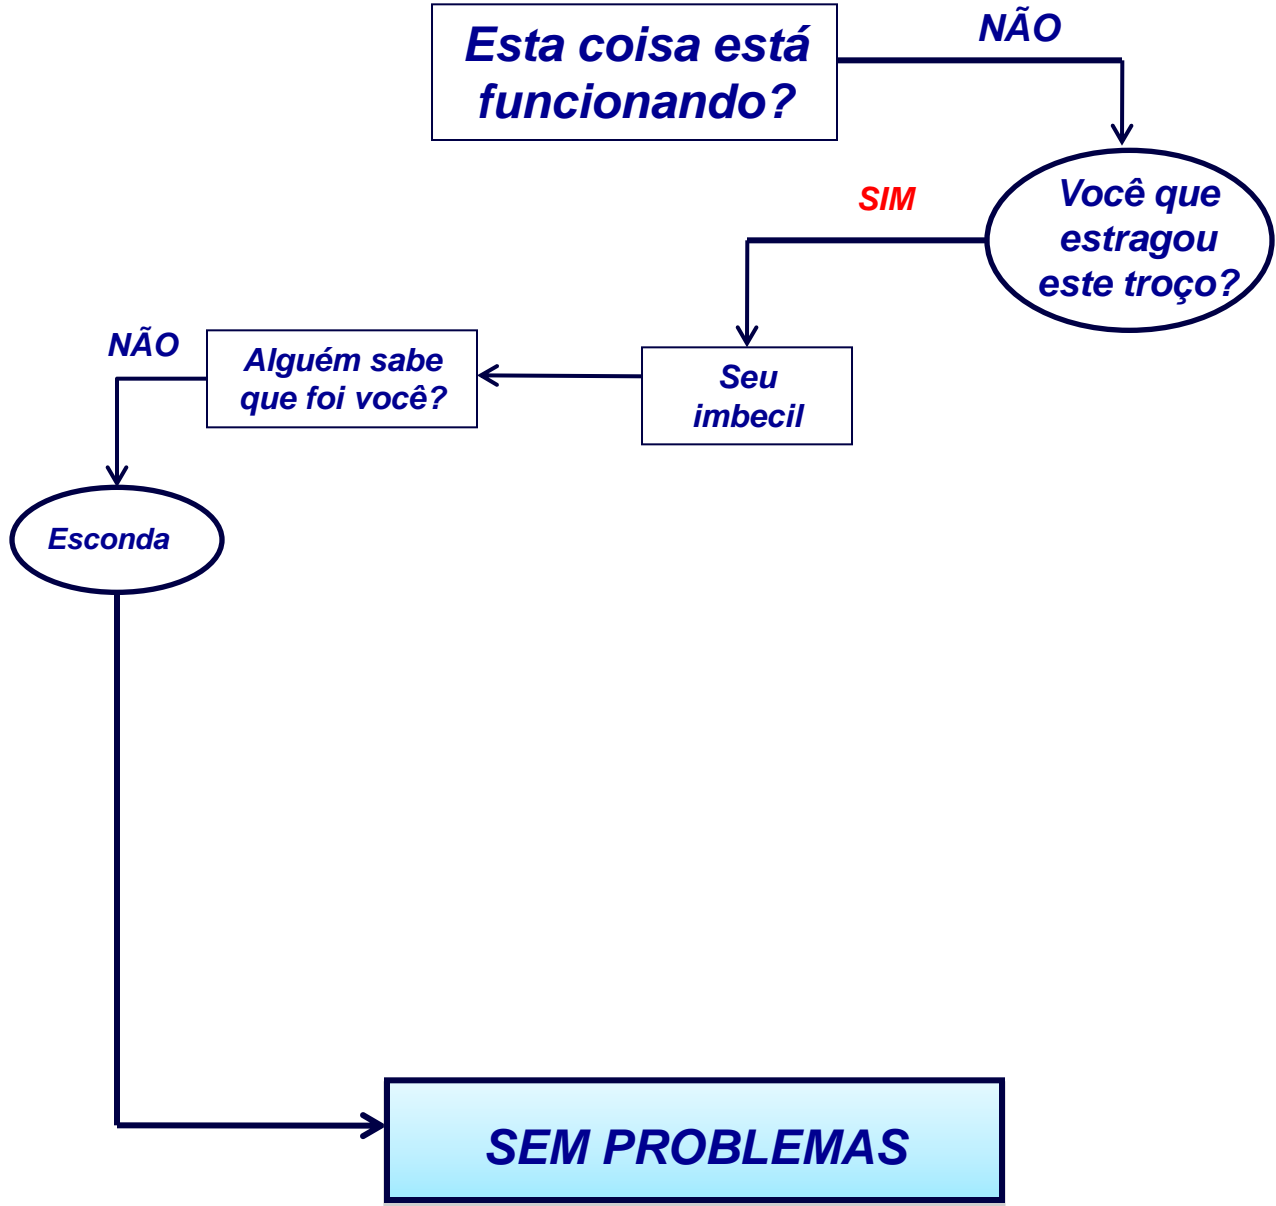 Esta coisa está
funcionando?
NÃO
Você que
estragou
este troço?
SIM
Seu
imbecil
Alguém sabe
que foi você?
NÃO
Esconda
SEM PROBLEMAS